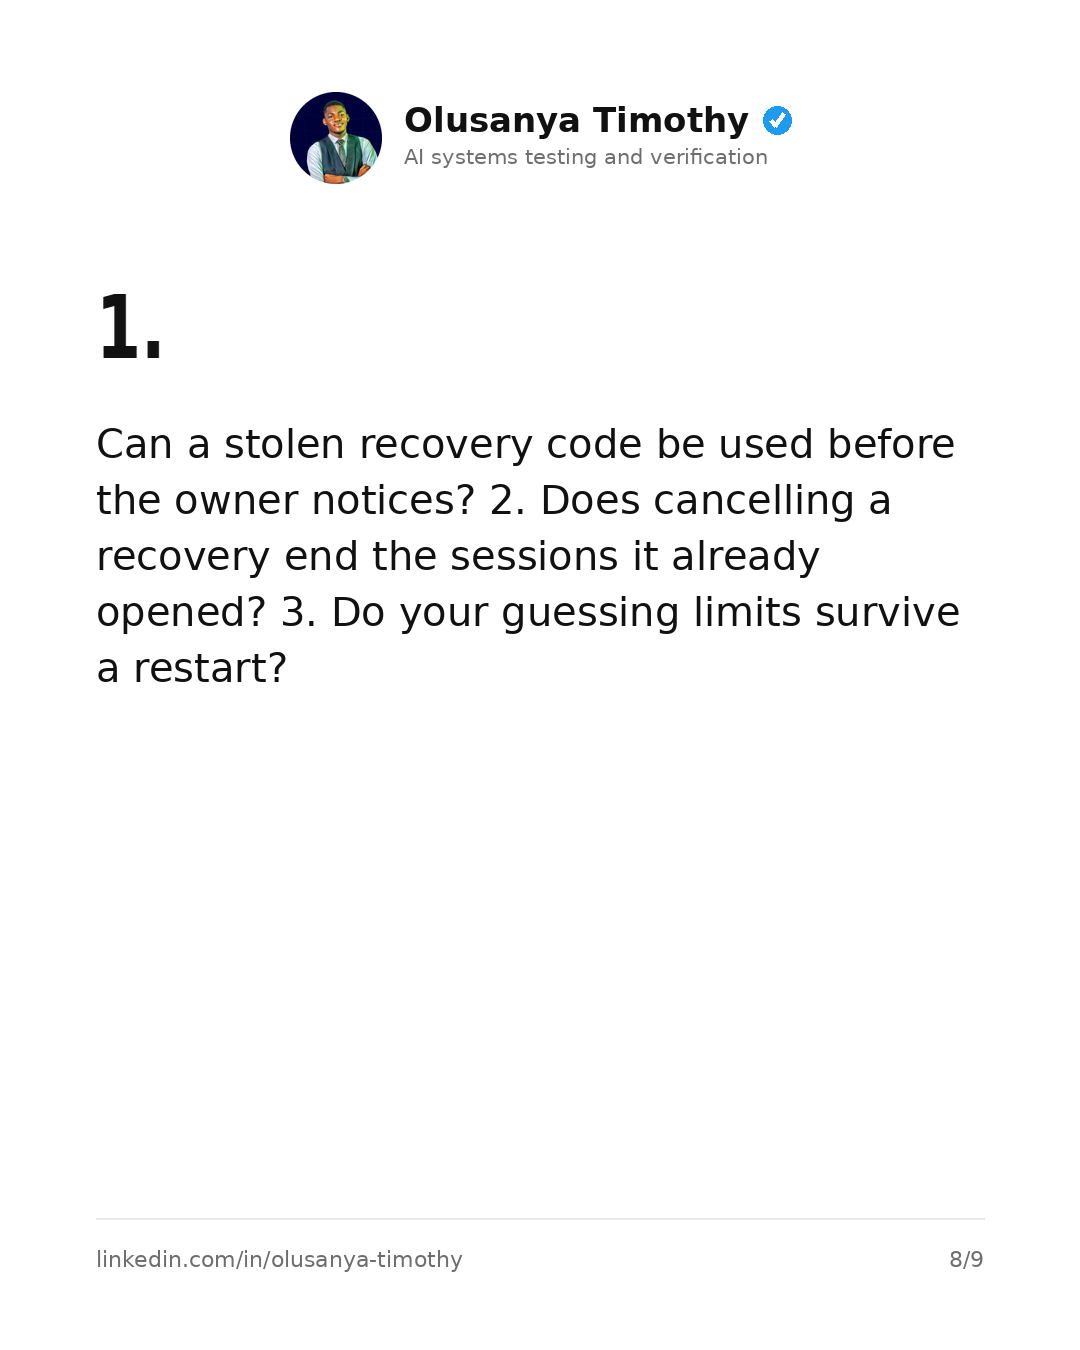 Olusanya Timothy
AI systems testing and verification
1.
Can a stolen recovery code be used before
the owner notices? 2. Does cancelling a
recovery end the sessions it already
opened? 3. Do your guessing limits survive
a restart?
linkedin.com/in/olusanya-timothy
8/9